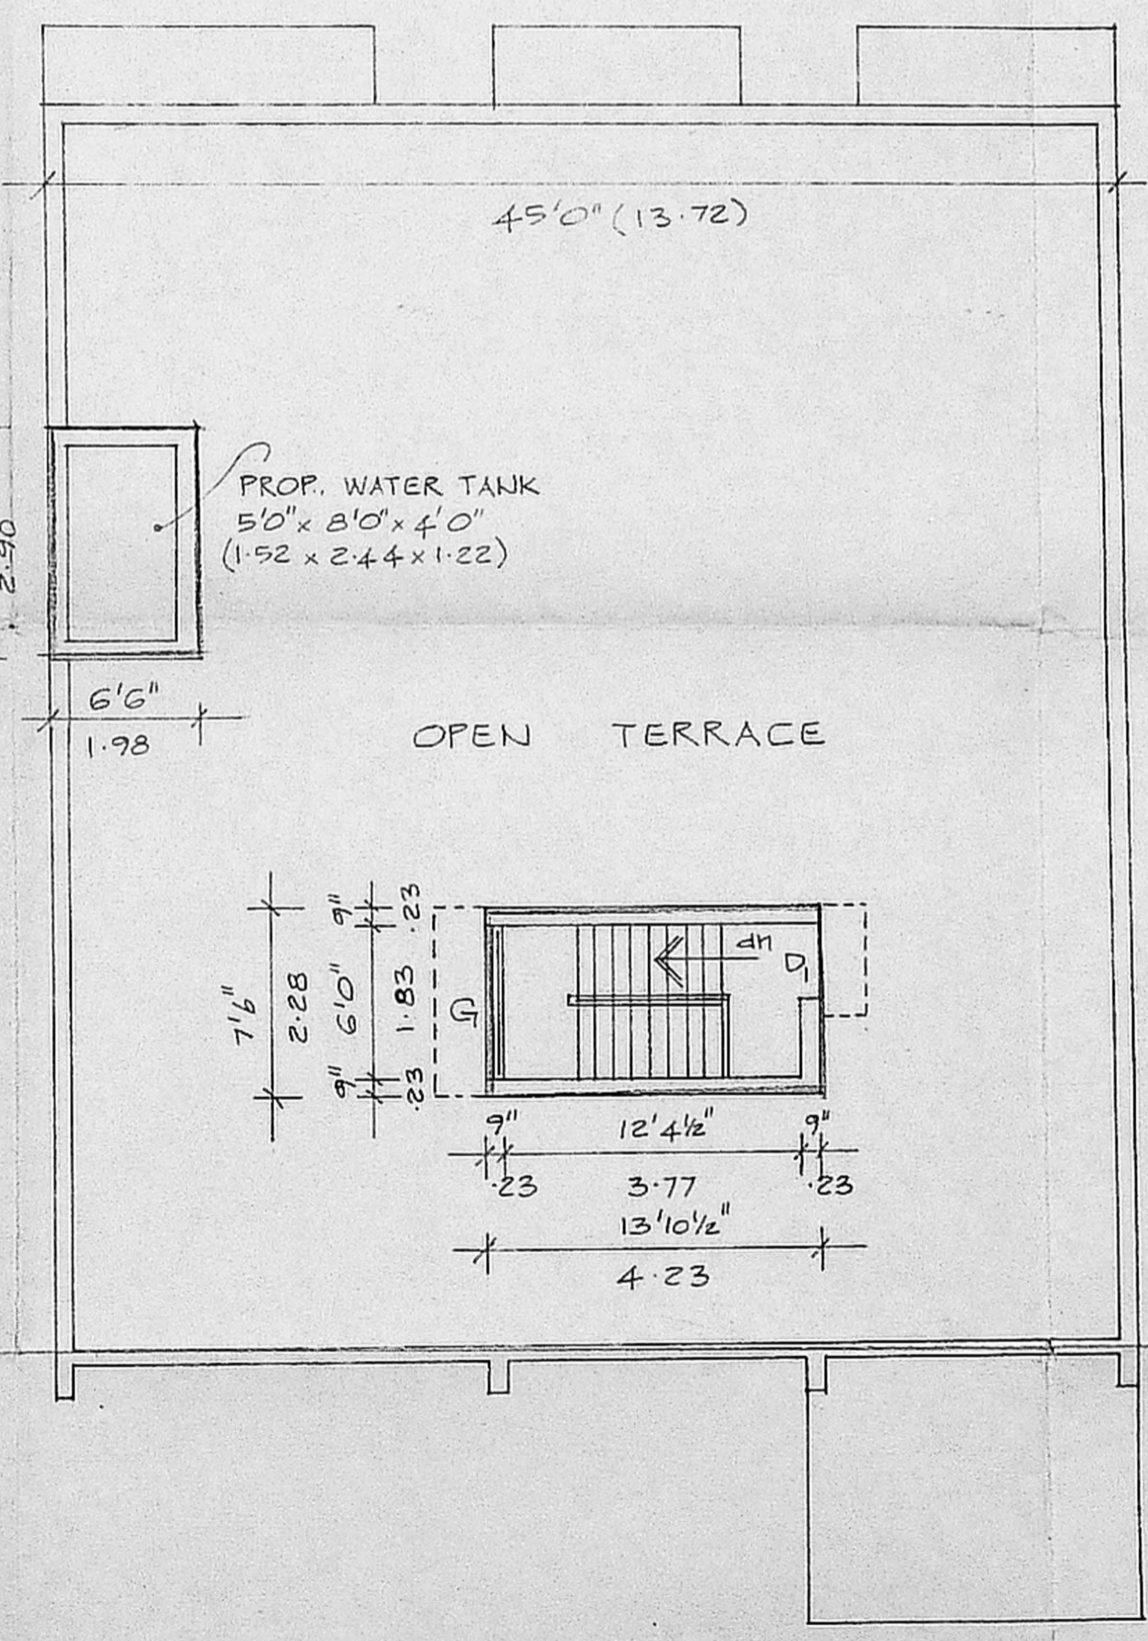 45'0" (13.72)
PROP. WATER TANK
5'0" x 8'0" x 4'0"
(1.52 x 2.44 x 1.22)
2.90
6'6"
1.98
OPEN TERRACE
7'6"
2.28
9"
6'0"
9"
.23
1.83
.23
G
dn
D1
9"
12'4½"
9"
.23
3.77
.23
13'10½"
4.23